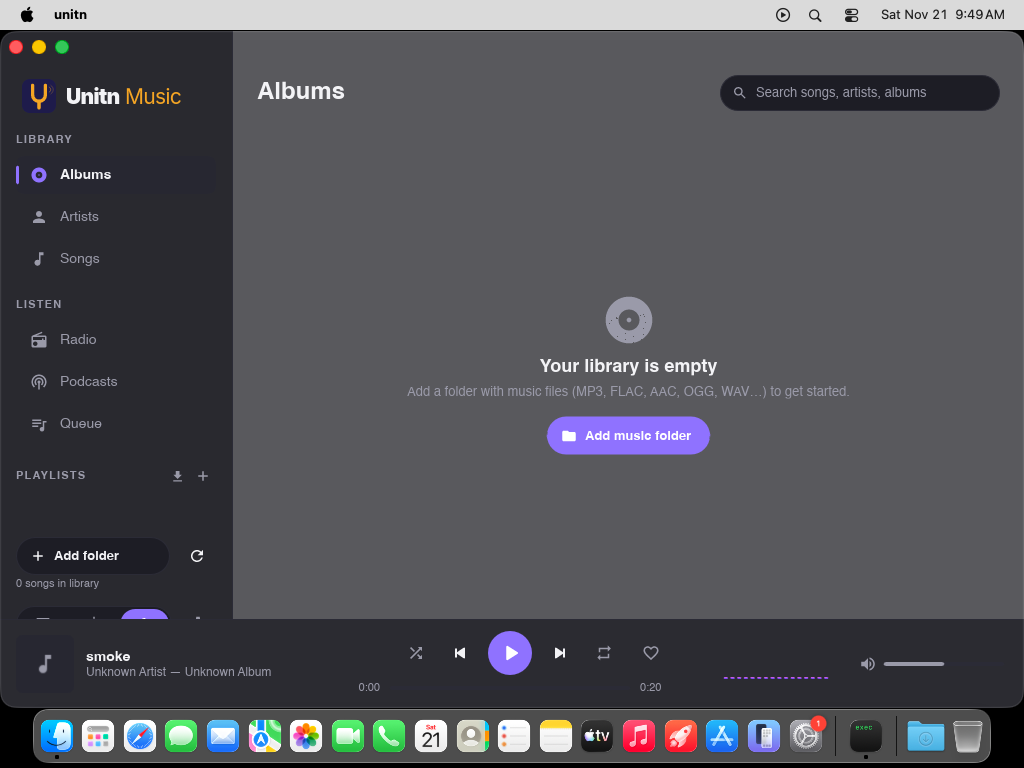 unitn
Sat Nov 21 9:49 AM
Unitn Music
LIBRARY
Albums
Artists
Songs
LISTEN
Radio
Podcasts
Queue
PLAYLISTS
Add folder
0 songs in library
Albums
Search songs, artists, albums
Your library is empty
Add a folder with music files (MP3, FLAC, AAC, OGG, WAV…) to get started.
Add music folder
smoke
Unknown Artist — Unknown Album
0:00
0:20
Sat
21
tv
1
exec